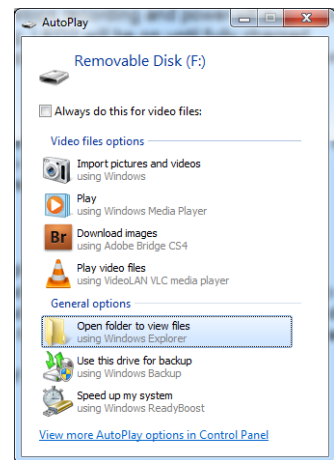 AutoPlay
Removable Disk (F:)
Always do this for video files:
Video files options
Import pictures and videos
using Windows
Play
using Windows Media Player
Br
Download images
using Adobe Bridge CS4
Play video files
using VideoLAN VLC media player
General options
Open folder to view files
using Windows Explorer
Use this drive for backup
using Windows Backup
Speed up my system
using Windows ReadyBoost
View more AutoPlay options in Control Panel